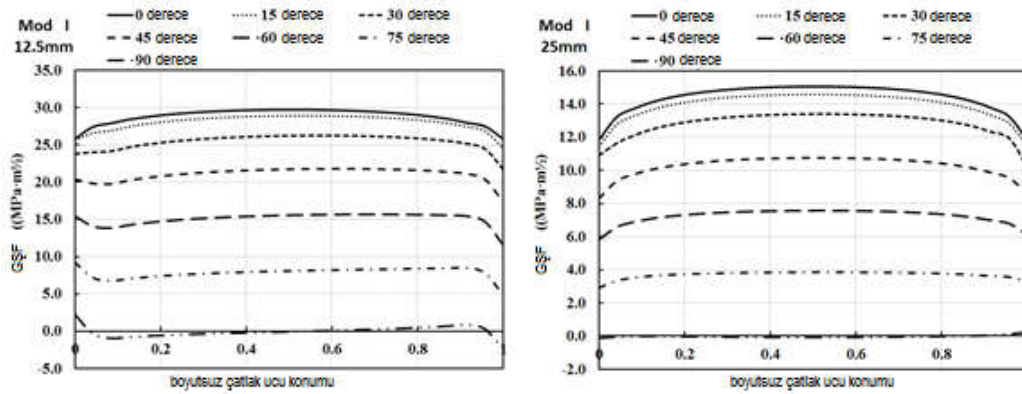 Mod I
12.5mm
0 derece
15 derece
30 derece
45 derece
60 derece
75 derece
90 derece
35.0
30.0
25.0
20.0
15.0
10.0
5.0
0.0
-5.0
GŞF ((MPa·m½))
0
0.2
0.4
0.6
0.8
1
boyutsuz çatlak ucu konumu
Mod I
25mm
0 derece
15 derece
30 derece
45 derece
60 derece
75 derece
90 derece
16.0
14.0
12.0
10.0
8.0
6.0
4.0
2.0
0.0
-2.0
GŞF ((MPa·m½))
0
0.2
0.4
0.6
0.8
boyutsuz çatlak ucu konumu